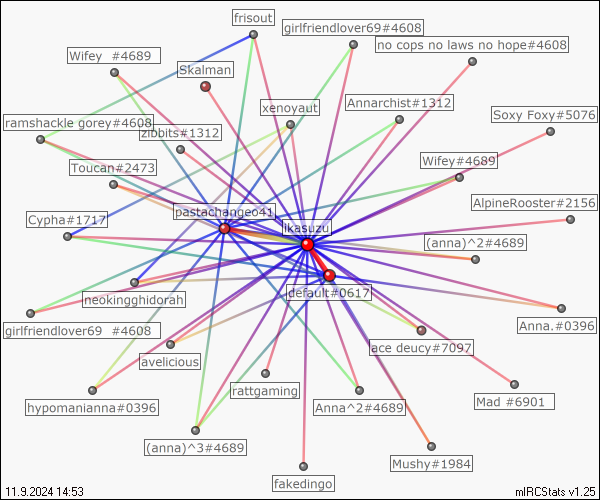 frisout
girlfriendlover69#4608
no cops no laws no hope#4608
Wifey  #4689
Skalman
xenoyaut
Annarchist#1312
Soxy Foxy#5076
ramshackle gorey#4608
zibbits#1312
Toucan#2473
Wifey#4689
AlpineRooster#2156
pastachangeo41
Cypha#1717
ikasuzu
(anna)^2#4689
default#0617
neokingghidorah
Anna.#0396
girlfriendlover69  #4608
ace deucy#7097
avelicious
rattgaming
Mad #6901
hypomanianna#0396
Anna^2#4689
(anna)^3#4689
Mushy#1984
fakedingo
11.9.2024 14:53
mIRCStats v1.25